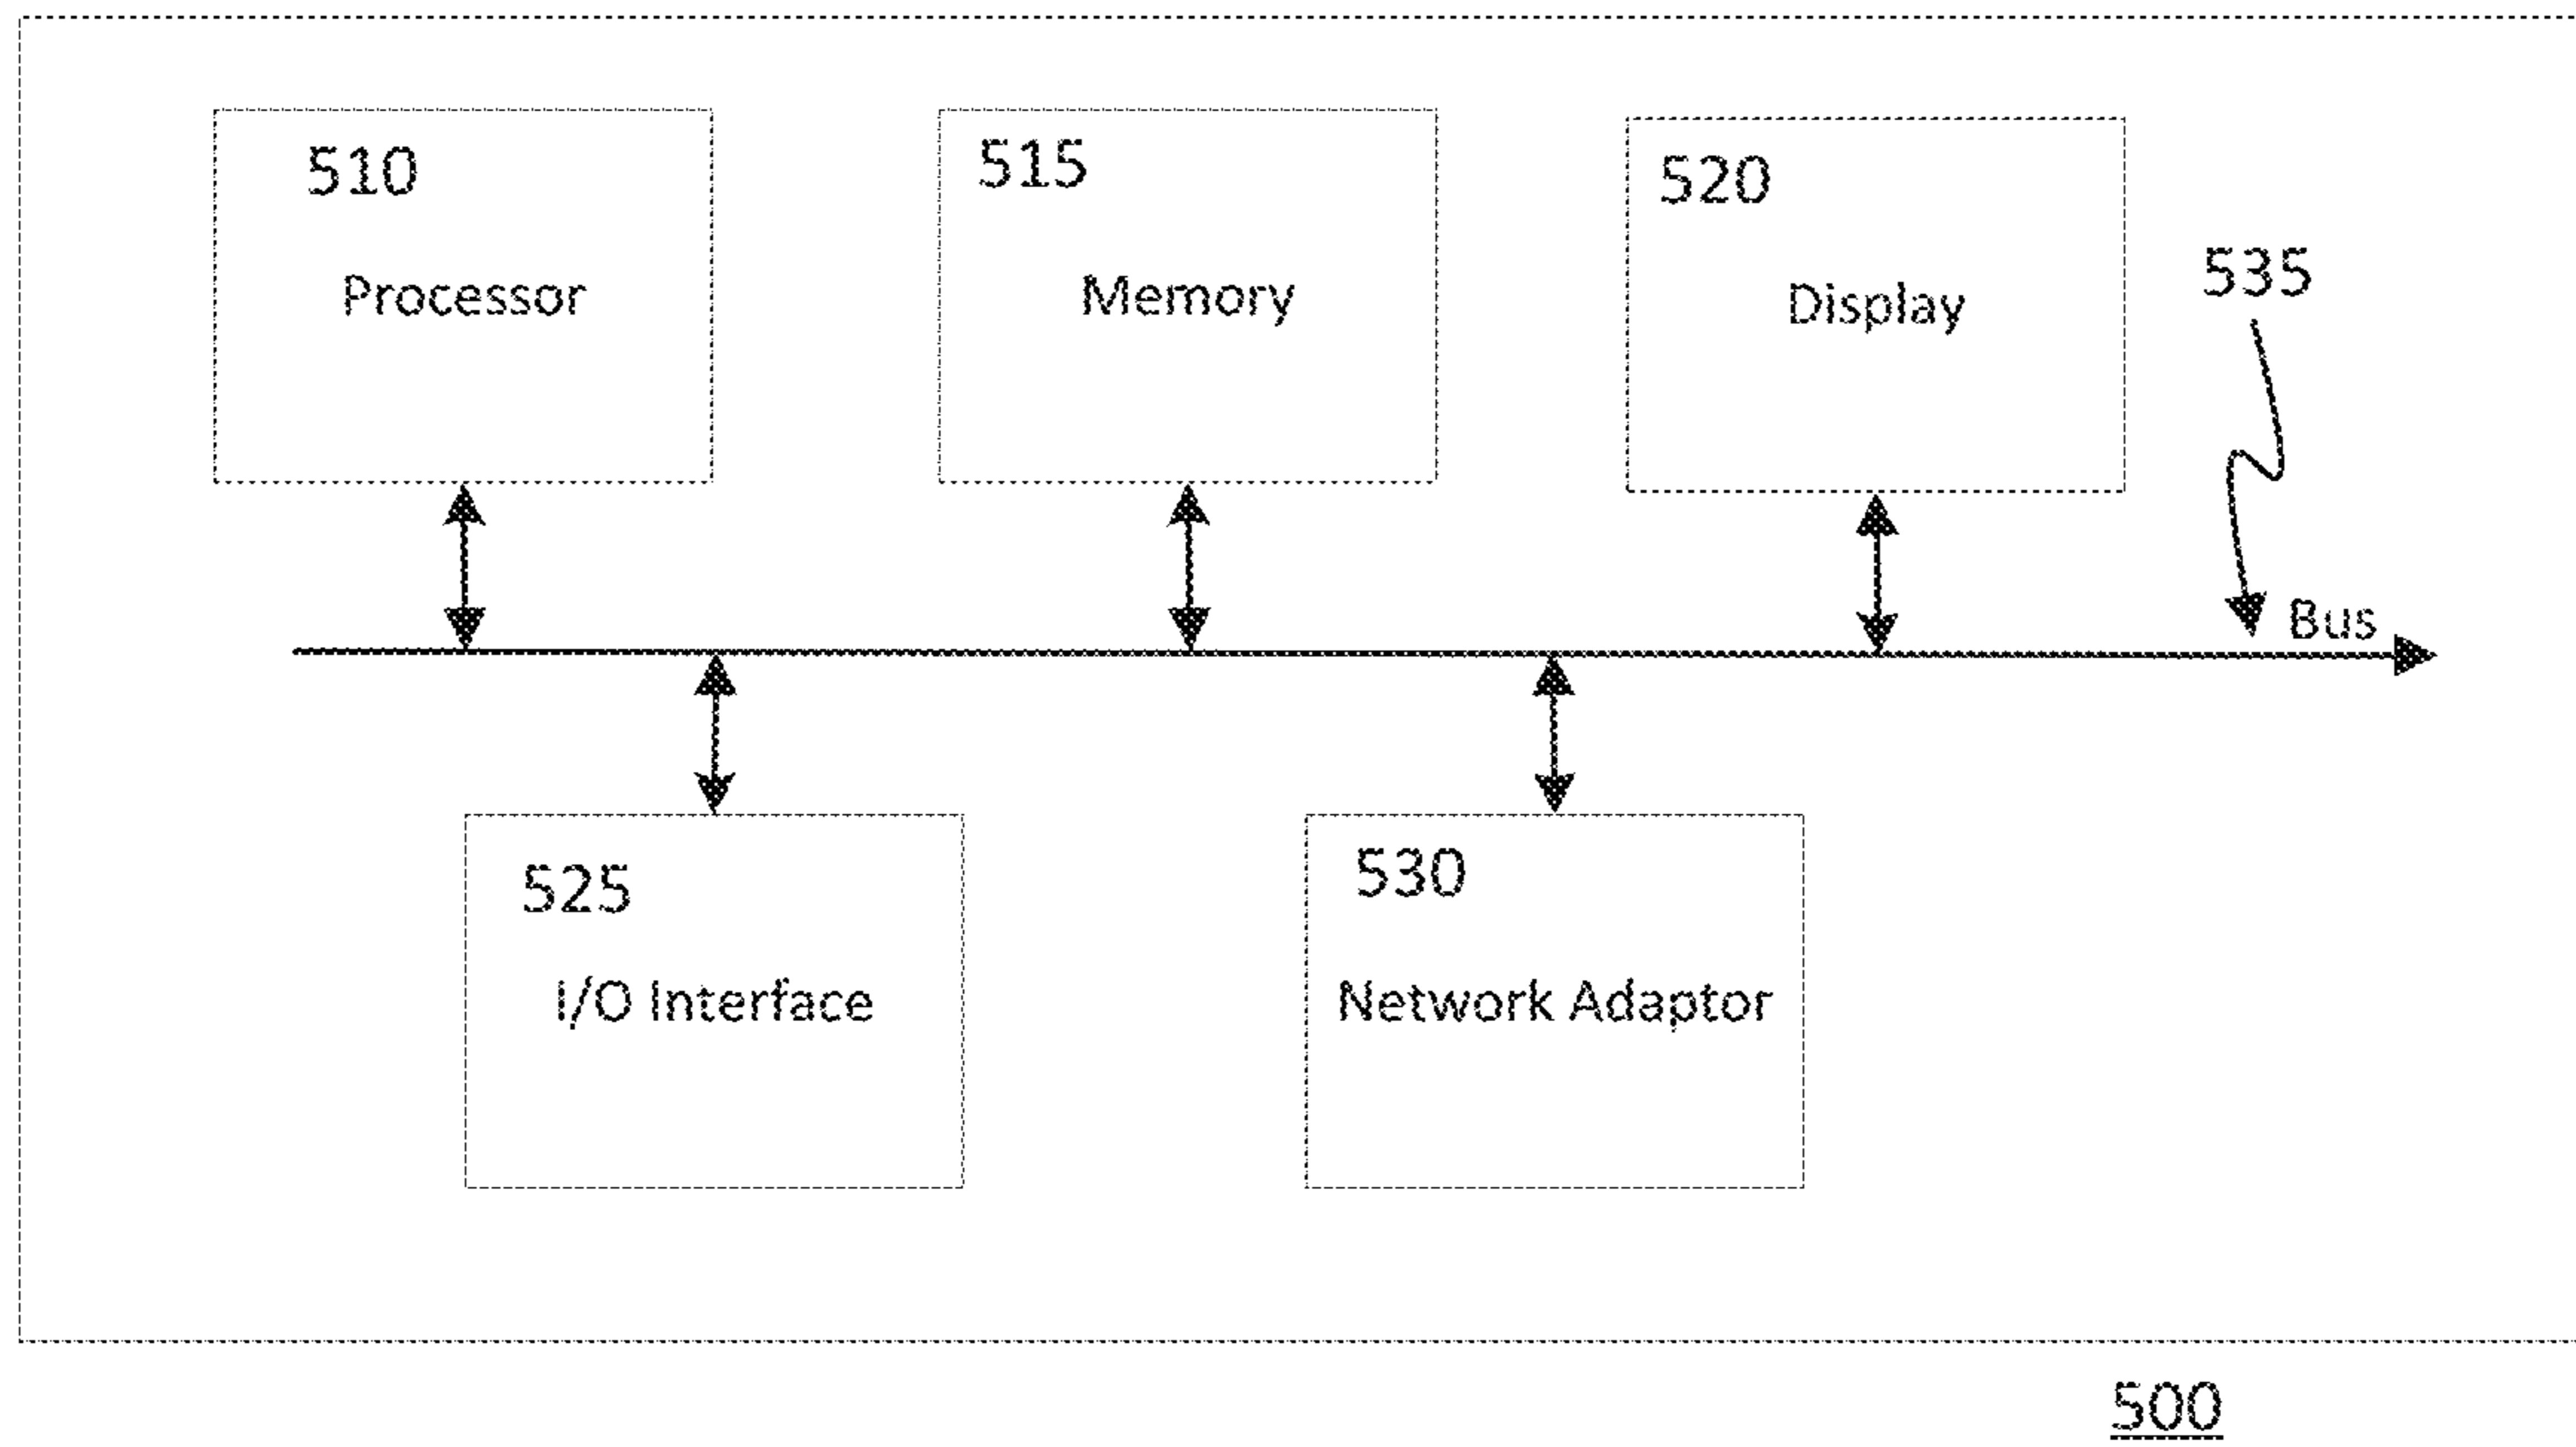 510
Processor
515
Memory
520
Display
535
Bus
525
I/O Interface
530
Network Adaptor
500